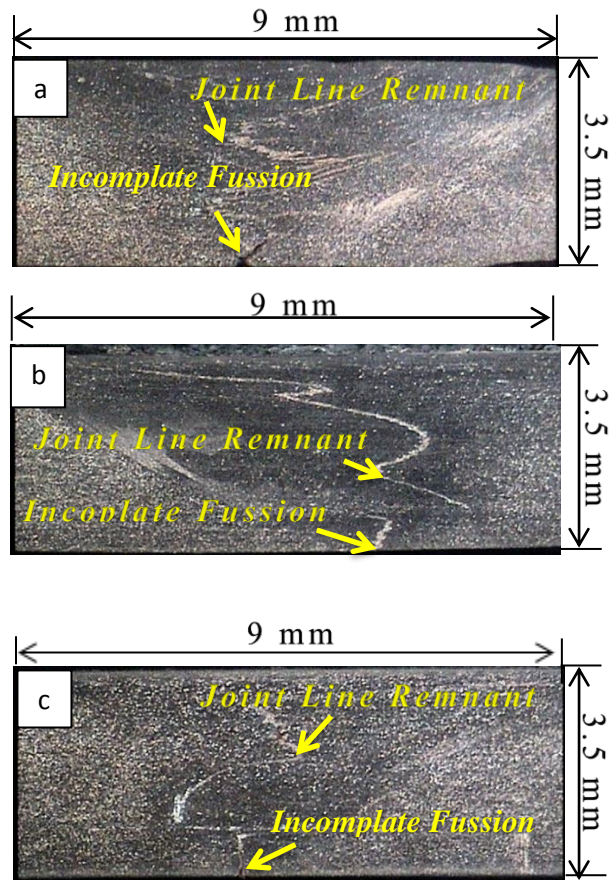 9 mm
a
Joint Line Remnant
Incomplate Fussion
3.5 mm
9 mm
b
Joint Line Remnant
Incoplate Fussion
3.5 mm
9 mm
c
Joint Line Remnant
Incomplate Fussion
3.5 mm